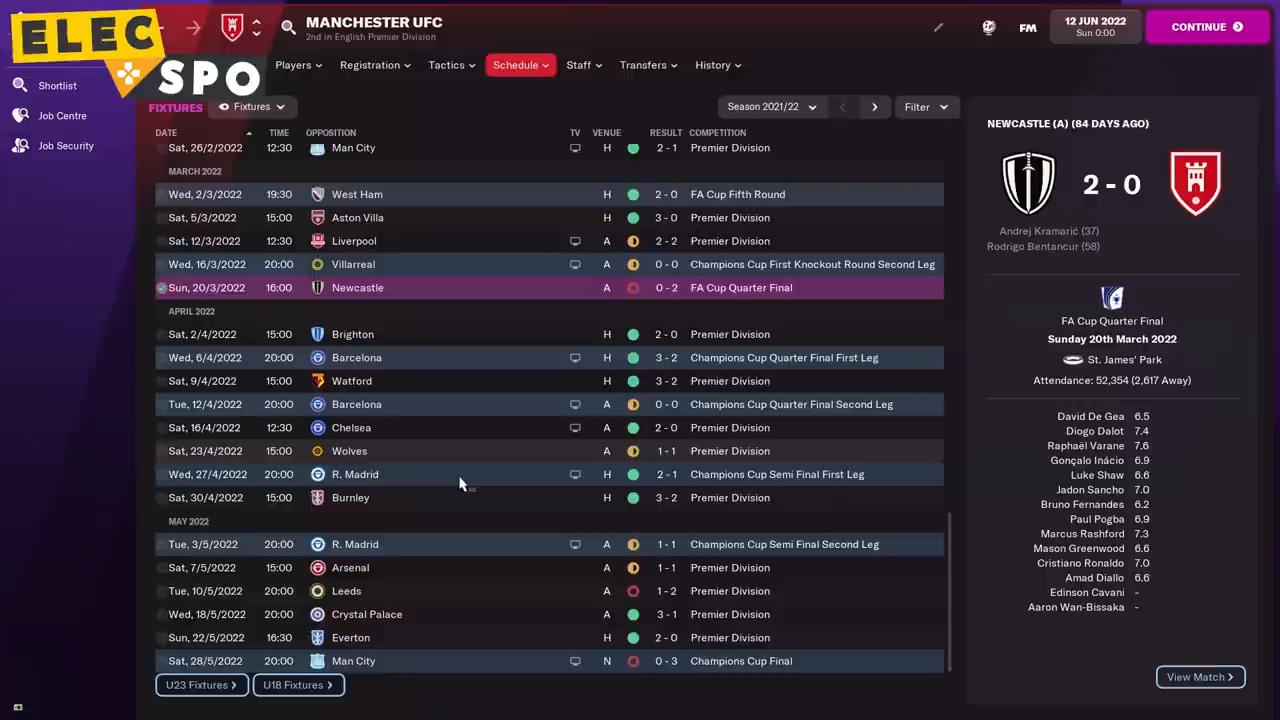 ELEC
SPO
MANCHESTER UFC
2nd in English Premier Division
FM
12 JUN 2022
Sun 0:00
CONTINUE
Players
Registration
Tactics
Schedule
Staff
Transfers
History
Shortlist
Job Centre
Job Security
FIXTURES
Fixtures
Season 2021/22
Filter
DATE TIME OPPOSITION TV VENUE RESULT COMPETITION
Sat, 26/2/2022 12:30 Man City H 2 - 1 Premier Division
MARCH 2022
Wed, 2/3/2022 19:30 West Ham H 2 - 0 FA Cup Fifth Round
Sat, 5/3/2022 15:00 Aston Villa H 3 - 0 Premier Division
Sat, 12/3/2022 12:30 Liverpool A 2 - 2 Premier Division
Wed, 16/3/2022 20:00 Villarreal A 0 - 0 Champions Cup First Knockout Round Second Leg
Sun, 20/3/2022 16:00 Newcastle A 0 - 2 FA Cup Quarter Final
APRIL 2022
Sat, 2/4/2022 15:00 Brighton H 2 - 0 Premier Division
Wed, 6/4/2022 20:00 Barcelona H 3 - 2 Champions Cup Quarter Final First Leg
Sat, 9/4/2022 15:00 Watford H 3 - 2 Premier Division
Tue, 12/4/2022 20:00 Barcelona A 0 - 0 Champions Cup Quarter Final Second Leg
Sat, 16/4/2022 12:30 Chelsea A 2 - 0 Premier Division
Sat, 23/4/2022 15:00 Wolves A 1 - 1 Premier Division
Wed, 27/4/2022 20:00 R. Madrid H 2 - 1 Champions Cup Semi Final First Leg
Sat, 30/4/2022 15:00 Burnley H 3 - 2 Premier Division
MAY 2022
Tue, 3/5/2022 20:00 R. Madrid A 1 - 1 Champions Cup Semi Final Second Leg
Sat, 7/5/2022 15:00 Arsenal A 1 - 1 Premier Division
Tue, 10/5/2022 20:00 Leeds A 1 - 2 Premier Division
Wed, 18/5/2022 20:00 Crystal Palace A 3 - 1 Premier Division
Sun, 22/5/2022 16:30 Everton H 2 - 0 Premier Division
Sat, 28/5/2022 20:00 Man City N 0 - 3 Champions Cup Final
U23 Fixtures
U18 Fixtures
NEWCASTLE (A) (84 DAYS AGO)
2 - 0
Andrej Kramarić (37)
Rodrigo Bentancur (58)
FA Cup Quarter Final
Sunday 20th March 2022
St. James' Park
Attendance: 52,354 (2,617 Away)
David De Gea 6.5
Diogo Dalot 7.4
Raphaël Varane 7.6
Gonçalo Inácio 6.9
Luke Shaw 6.6
Jadon Sancho 7.0
Bruno Fernandes 6.2
Paul Pogba 6.9
Marcus Rashford 7.3
Mason Greenwood 6.6
Cristiano Ronaldo 7.0
Amad Diallo 6.6
Edinson Cavani -
Aaron Wan-Bissaka -
View Match